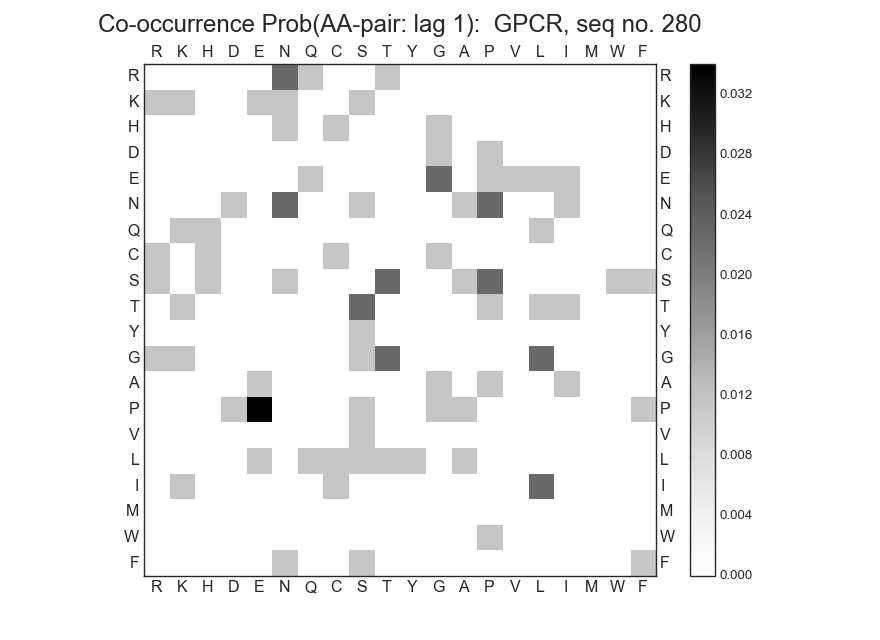 Co-occurrence Prob(AA-pair: lag 1):  GPCR, seq no. 280
R K H D E N Q C S T Y G A P V L I M W F
R R 0.032
K K
H H
D D 0.028
E E
N N 0.024
Q Q
C C
S S 0.020
T T
Y Y 0.016
G G
A A 0.012
P P
V V 0.008
L L
I I
M M 0.004
W W
F F
0.000
R K H D E N Q C S T Y G A P V L I M W F